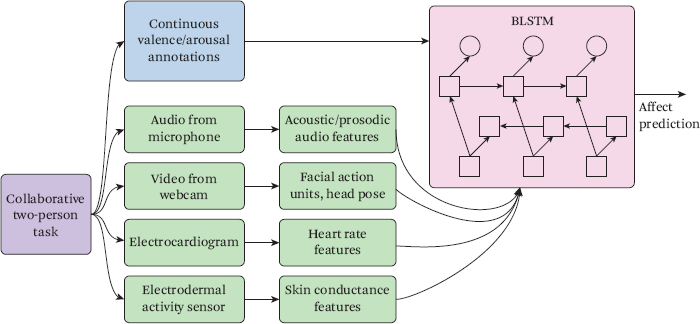 Collaborative
two-person
task
Continuous
valence/arousal
annotations
Audio from
microphone
Video from
webcam
Electrocardiogram
Electrodermal
activity sensor
Acoustic/prosodic
audio features
Facial action
units, head pose
Heart rate
features
Skin conductance
features
BLSTM
Affect
prediction